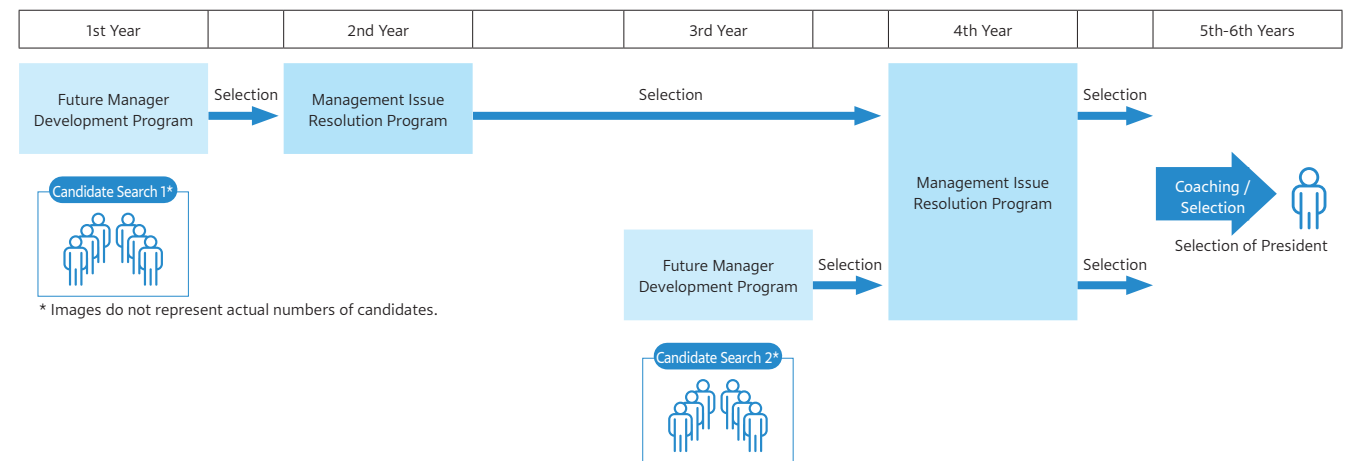 1st Year
2nd Year
3rd Year
4th Year
5th-6th Years
Future Manager
Development Program
Selection
Management Issue
Resolution Program
Selection
Management Issue
Resolution Program
Selection
Candidate Search 1*
* Images do not represent actual numbers of candidates.
Future Manager
Development Program
Selection
Candidate Search 2*
Selection
Coaching /
Selection
Selection of President